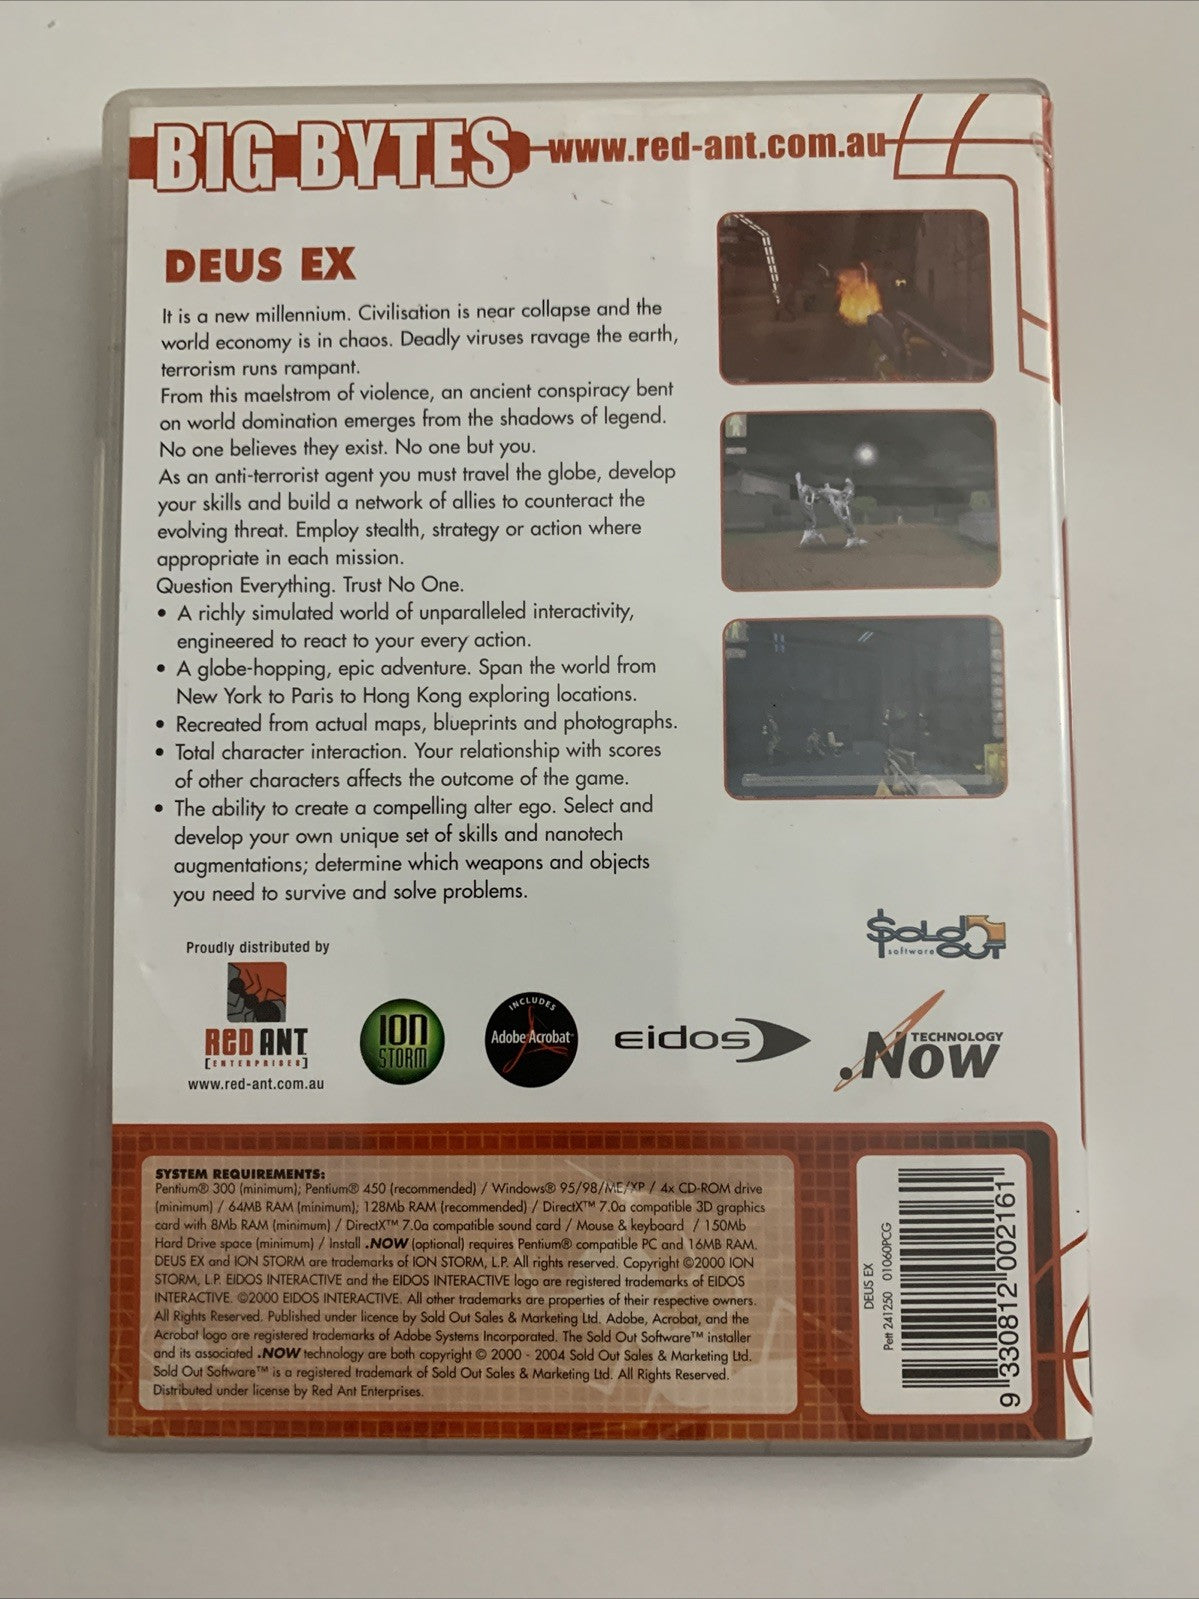 BIG BYTES www.red-ant.com.au
DEUS EX
It is a new millennium. Civilisation is near collapse and the
world economy is in chaos. Deadly viruses ravage the earth,
terrorism runs rampant.
From this maelstrom of violence, an ancient conspiracy bent
on world domination emerges from the shadows of legend.
No one believes they exist. No one but you.
As an anti-terrorist agent you must travel the globe, develop
your skills and build a network of allies to counteract the
evolving threat. Employ stealth, strategy or action where
appropriate in each mission.
Question Everything. Trust No One.
• A richly simulated world of unparalleled interactivity,
engineered to react to your every action.
• A globe-hopping, epic adventure. Span the world from
New York to Paris to Hong Kong exploring locations.
• Recreated from actual maps, blueprints and photographs.
• Total character interaction. Your relationship with scores
of other characters affects the outcome of the game.
• The ability to create a compelling alter ego. Select and
develop your own unique set of skills and nanotech
augmentations; determine which weapons and objects
you need to survive and solve problems.
$old Out
software
Proudly distributed by
RED ANT
[ENTERPRISES]
www.red-ant.com.au
ION
STORM
INCLUDES
Adobe Acrobat
eidos
TECHNOLOGY
.Now
SYSTEM REQUIREMENTS:
Pentium® 300 (minimum); Pentium® 450 (recommended) / Windows® 95/98/ME/XP / 4x CD-ROM drive
(minimum) / 64MB RAM (minimum); 128Mb RAM (recommended) / DirectX™ 7.0a compatible 3D graphics
card with 8Mb RAM (minimum) / DirectX™ 7.0a compatible sound card / Mouse & keyboard / 150Mb
Hard Drive space (minimum) / Install .NOW (optional) requires Pentium® compatible PC and 16MB RAM.
DEUS EX and ION STORM are trademarks of ION STORM, L.P. All rights reserved. Copyright ©2000 ION
STORM, L.P. EIDOS INTERACTIVE and the EIDOS INTERACTIVE logo are registered trademarks of EIDOS
INTERACTIVE. ©2000 EIDOS INTERACTIVE. All other trademarks are properties of their respective owners.
All Rights Reserved. Published under licence by Sold Out Sales & Marketing Ltd. Adobe, Acrobat, and the
Acrobat logo are registered trademarks of Adobe Systems Incorporated. The Sold Out Software™ installer
and its associated .NOW technology are both copyright © 2000 - 2004 Sold Out Sales & Marketing Ltd.
Sold Out Software™ is a registered trademark of Sold Out Sales & Marketing Ltd. All Rights Reserved.
Distributed under license by Red Ant Enterprises.
DEUS EX
Pett 241250 01060PCG
9 330812 002161